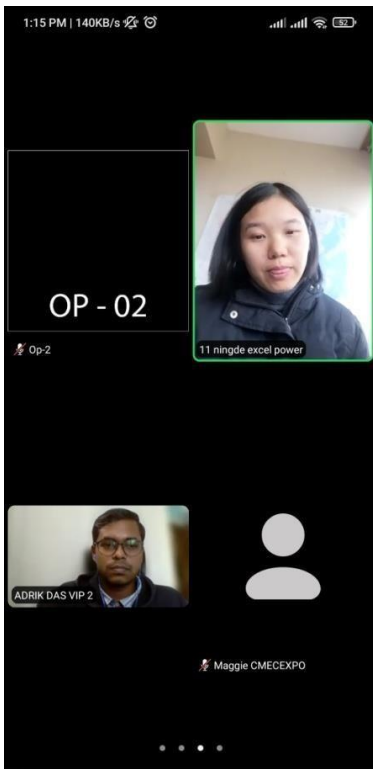 1:15 PM | 140KB/s
52
OP - 02
Op-2
11 ningde excel power
ADRIK DAS VIP 2
Maggie CMECEXPO